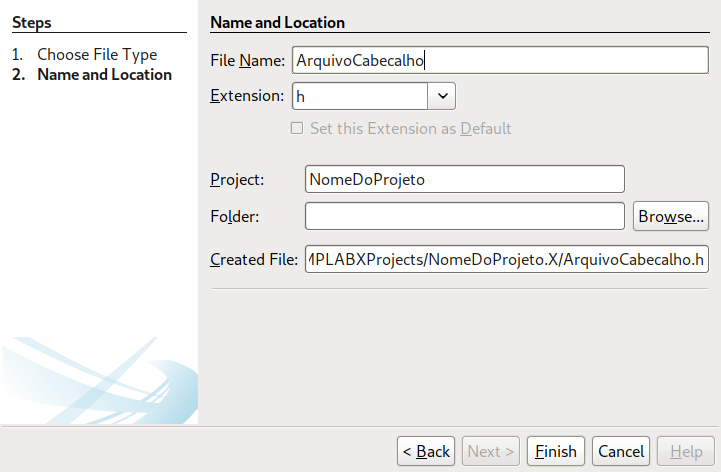 Steps
1. Choose File Type
2. Name and Location
Name and Location
File Name: ArquivoCabecalho
Extension: h
Set this Extension as Default
Project: NomeDoProjeto
Folder: Browse...
Created File: MPLABXProjects/NomeDoProjeto.X/ArquivoCabecalho.h
< Back Next > Finish Cancel Help